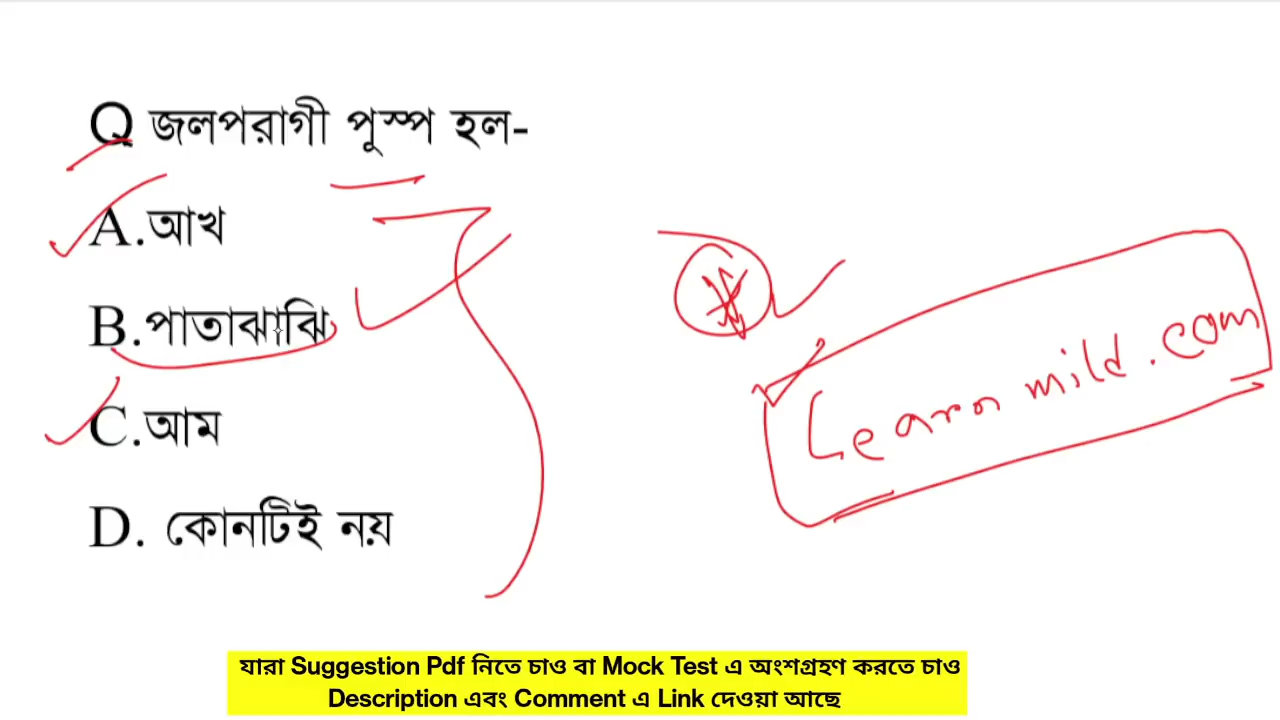 Q জলপরাগী পুস্প হল-
A.আখ
B.পাতাঝাঝি
C.আম
D. কোনটিই নয়
Learn mild.com
যারা Suggestion Pdf নিতে চাও বা Mock Test এ অংশগ্রহণ করতে চাও
Description এবং Comment এ Link দেওয়া আছে